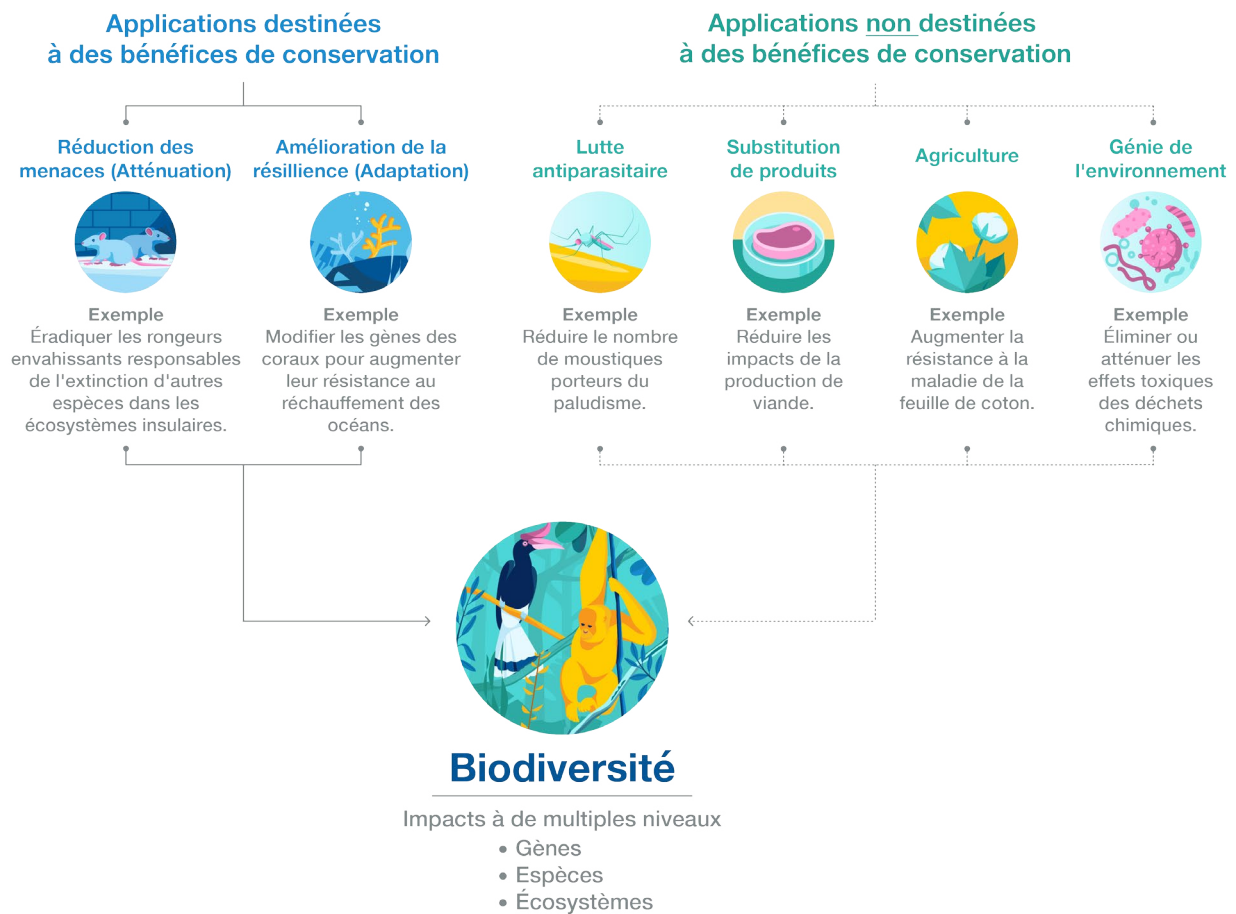 Applications destinées
à des bénéfices de conservation
Applications non destinées
à des bénéfices de conservation
Réduction des
menaces (Atténuation)
Amélioration de la
résillience (Adaptation)
Lutte
antiparasitaire
Substitution
de produits
Agriculture
Génie de
l'environnement
Exemple
Éradiquer les rongeurs
envahissants responsables
de l'extinction d'autres
espèces dans les
écosystèmes insulaires.
Exemple
Modifier les gènes des
coraux pour augmenter
leur résistance au
réchauffement des
océans.
Exemple
Réduire le nombre
de moustiques
porteurs du
paludisme.
Exemple
Réduire les
impacts de la
production de
viande.
Exemple
Augmenter la
résistance à la
maladie de la
feuille de coton.
Exemple
Éliminer ou
atténuer les
effets toxiques
des déchets
chimiques.
Biodiversité
Impacts à de multiples niveaux
• Gènes
• Espèces
• Écosystèmes